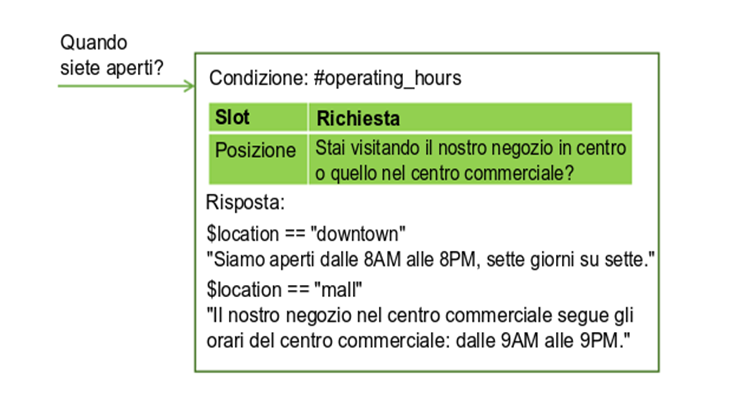 Quando
siete aperti?
Condizione: #operating_hours
Slot Richiesta
Posizione Stai visitando il nostro negozio in centro
o quello nel centro commerciale?
Risposta:
$location == "downtown"
"Siamo aperti dalle 8AM alle 8PM, sette giorni su sette."
$location == "mall"
"Il nostro negozio nel centro commerciale segue gli
orari del centro commerciale: dalle 9AM alle 9PM."